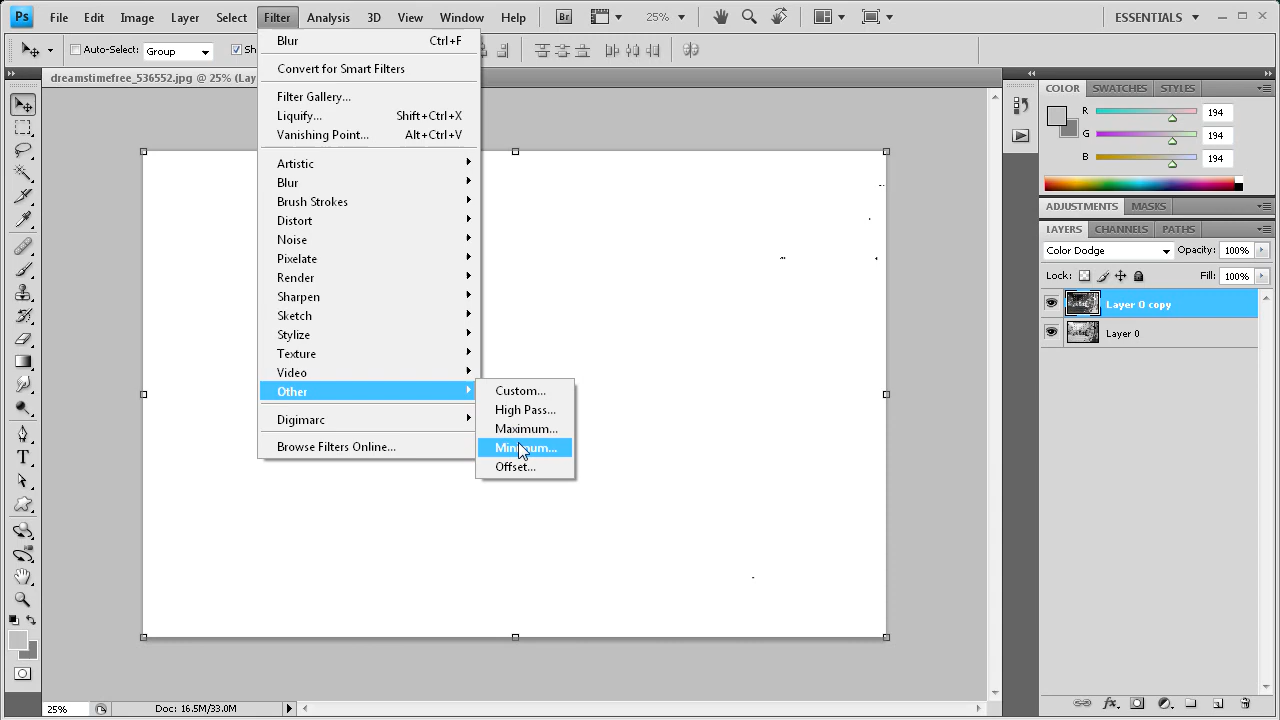 Ps File Edit Image Layer Select Filter Analysis 3D View Window Help Br 25% ESSENTIALS
Auto-Select: Group Sh
dreamstimefree_536552.jpg @ 25% (Lay
Blur Ctrl+F
Convert for Smart Filters
Filter Gallery...
Liquify... Shift+Ctrl+X
Vanishing Point... Alt+Ctrl+V
Artistic
Blur
Brush Strokes
Distort
Noise
Pixelate
Render
Sharpen
Sketch
Stylize
Texture
Video
Other
Digimarc
Browse Filters Online...
Custom...
High Pass...
Maximum...
Minimum...
Offset...
COLOR SWATCHES STYLES
R 194
G 194
B 194
ADJUSTMENTS MASKS
LAYERS CHANNELS PATHS
Color Dodge Opacity: 100%
Lock: Fill: 100%
Layer 0 copy
Layer 0
T
25% Doc: 16.5M/33.0M